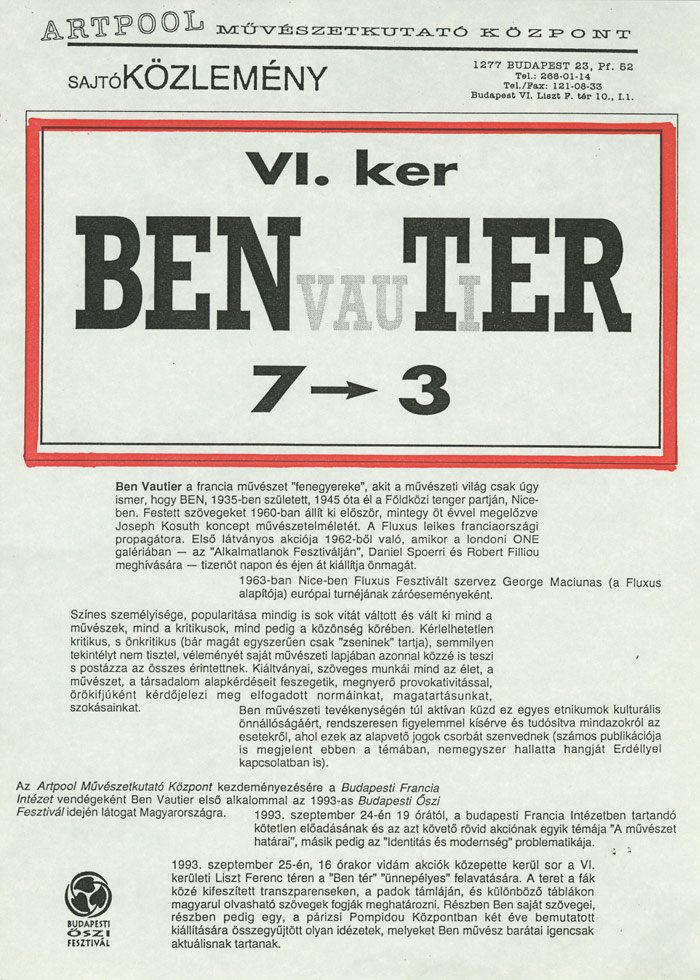 ARTPOOL MŰVÉSZETKUTATÓ KÖZPONT
SAJTÓKÖZLEMÉNY
1277 BUDAPEST 23, Pf. 52
Tel.: 268-01-14
Tel./Fax: 121-08-33
Budapest VI. Liszt F. tér 10., I.1.
VI. ker
BENVAUTIER
7→3
Ben Vautier a francia művészet "fenegyereke", akit a művészeti világ csak úgy
ismer, hogy BEN, 1935-ben született, 1945 óta él a Földközi tenger partján, Nice-
ben. Festett szövegeket 1960-ban állít ki először, mintegy öt évvel megelőzve
Joseph Kosuth koncept művészetelméletét. A Fluxus lelkes franciaországi
propagátora. Első látványos akciója 1962-ből való, amikor a londoni ONE
galériában — az "Alkalmatlanok Fesztiválján", Daniel Spoerri és Robert Filliou
meghívására — tizenöt napon és éjen át kiállítja önmagát.
1963-ban Nice-ben Fluxus Fesztivált szervez George Maciunas (a Fluxus
alapítója) európai turnéjának záróeseményeként.
Színes személyisége, popularitása mindig is sok vitát váltott és vált ki mind a
művészek, mind a kritikusok, mind pedig a közönség körében. Kérlelhetetlen
kritikus, s önkritikus (bár magát egyszerűen csak "zseninek" tartja), semmilyen
tekintélyt nem tisztel, véleményét saját művészeti lapjában azonnal közzé is teszi
s postázza az összes érintettnek. Kiáltványai, szöveges munkái mind az élet, a
művészet, a társadalom alapkérdéseit feszegetik, megnyerő provokativitással,
örökifjúként kérdőjelezi meg elfogadott normáinkat, magatartásunkat,
szokásainkat.
Ben művészeti tevékenységén túl aktívan küzd ez egyes etnikumok kulturális
önnállóságáért, rendszeresen figyelemmel kísérve és tudósítva mindazokról az
esetekről, ahol ezek az alapvető jogok csorbát szenvednek (számos publikációja
is megjelent ebben a témában, nemegyszer hallatta hangját Erdéllyel
kapcsolatban is).
Az Artpool Művészetkutató Központ kezdeményezésére a Budapesti Francia
Intézet vendégeként Ben Vautier első alkalommal az 1993-as Budapesti Őszi
Fesztivál idején látogat Magyarországra.
1993. szeptember 24-én 19 órától, a budapesti Francia Intézetben tartandó
kötetlen előadásának és az azt követő rövid akciónak egyik témája "A művészet
határai", másik pedig az "Identitás és modernség" problematikája.
1993. szeptember 25-én, 16 órakor vidám akciók közepette kerül sor a VI.
kerületi Liszt Ferenc téren a "Ben tér" "ünnepélyes" felavatására. A teret a fák
közé kifeszített transzparenseken, a padok támláján, és különböző táblákon
magyarul olvasható szövegek fogják meghatározni. Részben Ben saját szövegei,
részben pedig egy, a párizsi Pompidou Központban két éve bemutatott
kiállítására összegyűjtött olyan idézetek, melyeket Ben művész barátai igencsak
aktuálisnak tartanak.
BUDAPESTI
ŐSZI
FESZTIVÁL